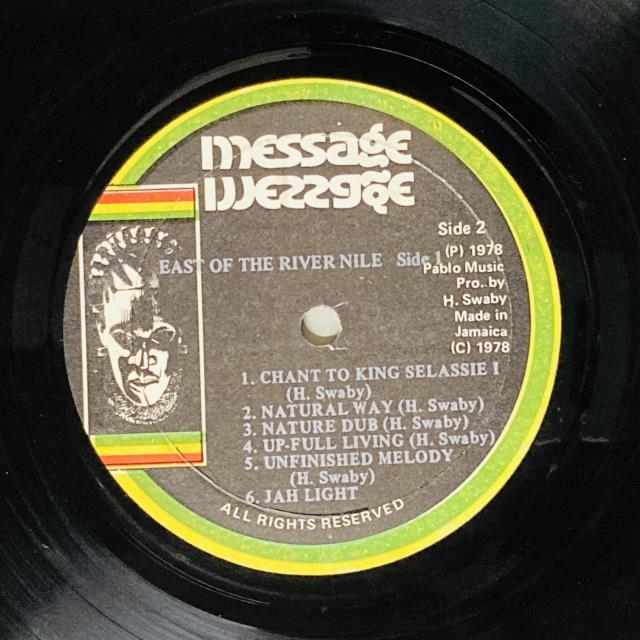 message
message
Side 2
EAST OF THE RIVER NILE Side 1
(P) 1978
Pablo Music
Pro. by
H. Swaby
Made in
Jamaica
(C) 1978
1. CHANT TO KING SELASSIE I
(H. Swaby)
2. NATURAL WAY (H. Swaby)
3. NATURE DUB (H. Swaby)
4. UP-FULL LIVING (H. Swaby)
5. UNFINISHED MELODY
(H. Swaby)
6. JAH LIGHT
ALL RIGHTS RESERVED